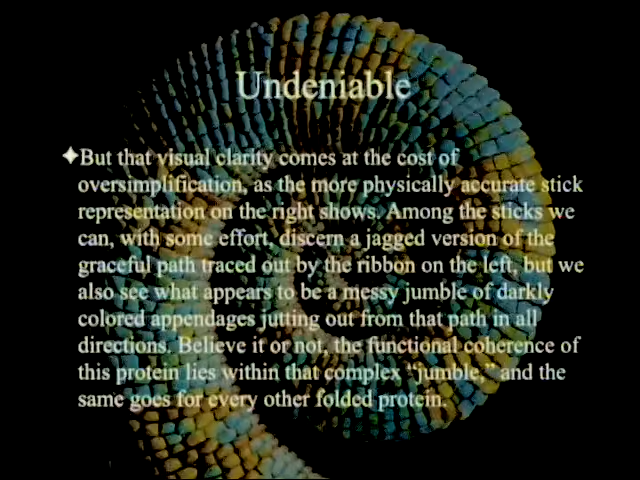 Undeniable
But that visual clarity comes at the cost of
oversimplification, as the more physically accurate stick
representation on the right shows. Among the sticks we
can, with some effort, discern a jagged version of the
graceful path traced out by the ribbon on the left, but we
also see what appears to be a messy jumble of darkly
colored appendages jutting out from that path in all
directions. Believe it or not, the functional coherence of
this protein lies within that complex “jumble,” and the
same goes for every other folded protein.